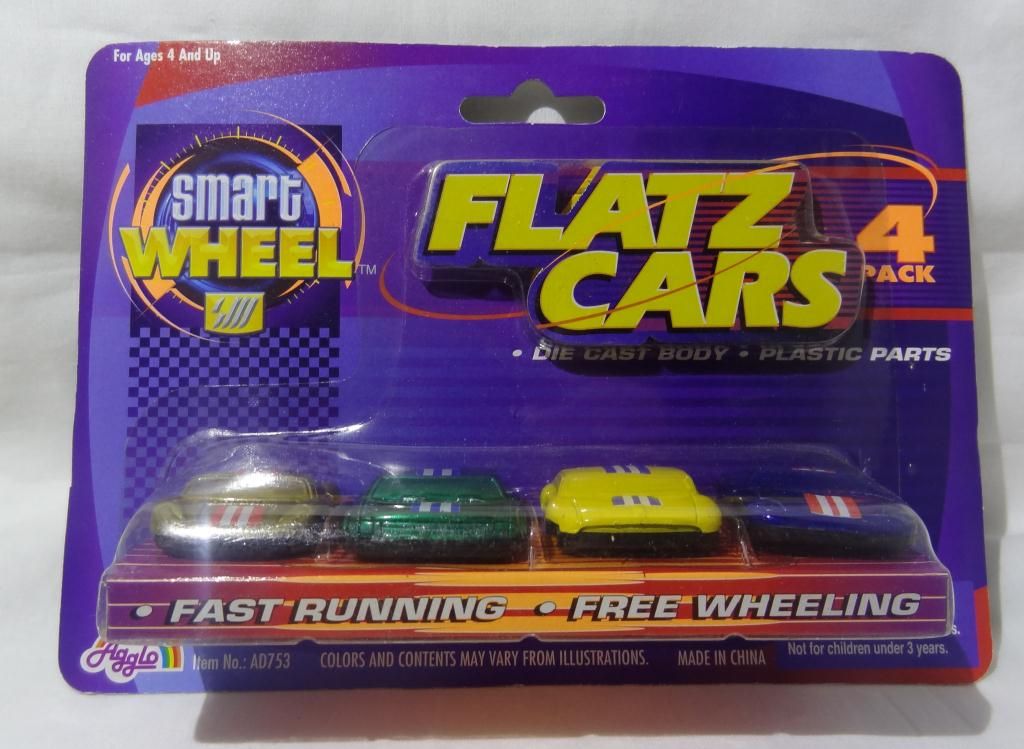 For Ages 4 And Up
smart
WHEEL TM
FLATZ
CARS
4
PACK
• DIE CAST BODY • PLASTIC PARTS
• FAST RUNNING • FREE WHEELING
Agglo
Item No.: AD753 COLORS AND CONTENTS MAY VARY FROM ILLUSTRATIONS. MADE IN CHINA
Not for children under 3 years.